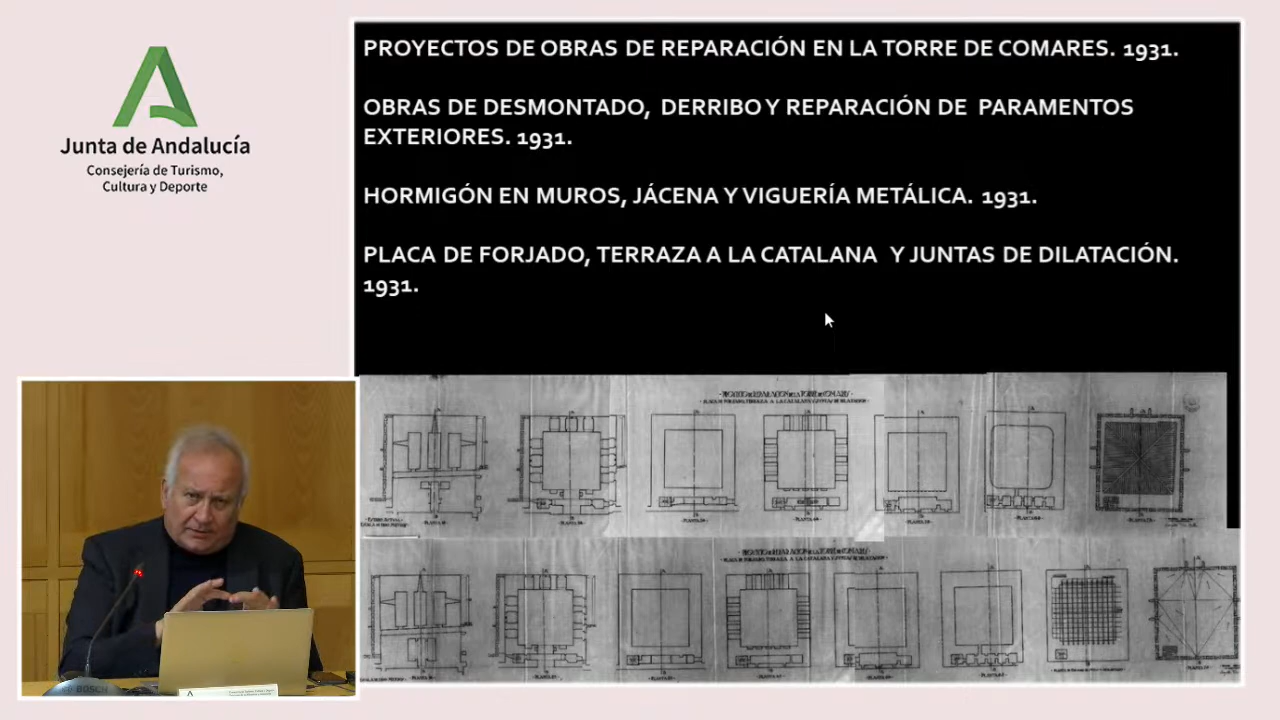 Junta de Andalucía
Consejería de Turismo,
Cultura y Deporte
PROYECTOS DE OBRAS DE REPARACIÓN EN LA TORRE DE COMARES. 1931.
OBRAS DE DESMONTADO, DERRIBO Y REPARACIÓN DE PARAMENTOS
EXTERIORES. 1931.
HORMIGÓN EN MUROS, JÁCENA Y VIGUERÍA METÁLICA. 1931.
PLACA DE FORJADO, TERRAZA A LA CATALANA Y JUNTAS DE DILATACIÓN.
1931.
BOSCH